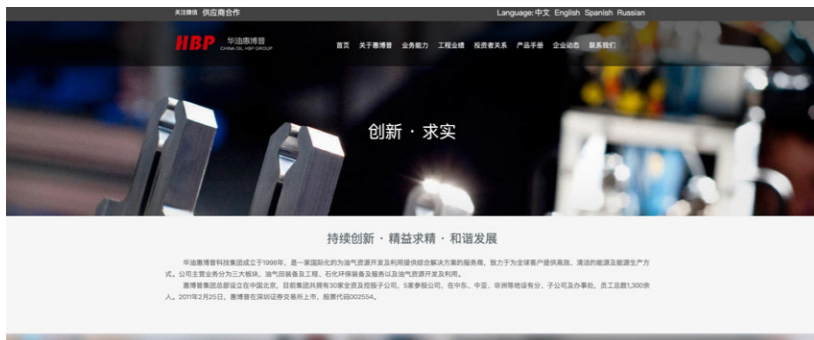 关注微信 供应商合作
Language:中文 English Spanish Russian
HBP 华油惠博普
CHINA OIL HBP GROUP
首页 关于惠博普 业务能力 工程业绩 投资者关系 产品手册 企业动态 联系我们
创新 · 求实
持续创新 · 精益求精 · 和谐发展
华油惠博普科技集团成立于1998年，是一家国际化的为油气资源开发及利用提供综合解决方案的服务商，致力于为全球客户提供高效、清洁的能源及能源生产方
式。公司主营业务分为三大板块，油气田装备及工程、石化环保装备及服务以及油气资源开发及利用。
惠博普集团总部设立在中国北京，目前集团共拥有30家全资及控股子公司，5家参股公司，在中东、中亚、非洲等地设有分、子公司及办事处，员工总数1,300余
人。2011年2月25日，惠博普在深圳证券交易所上市，股票代码002554。